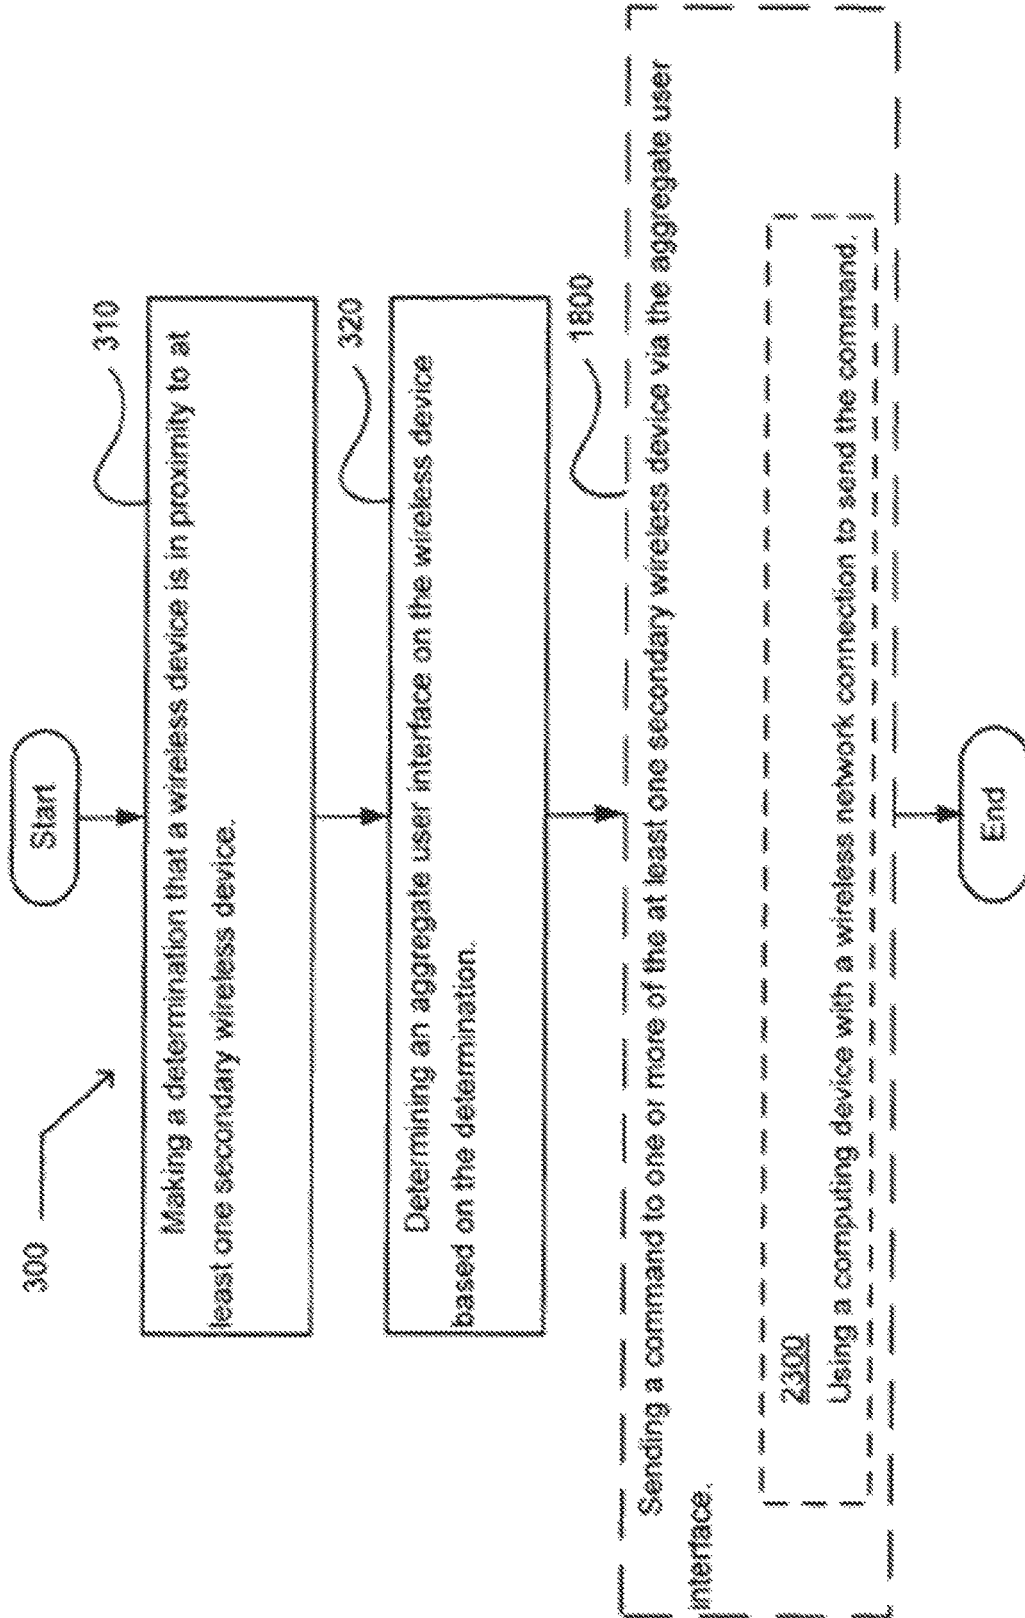 300
Start
310
Making a determination that a wireless device is in proximity to at
least one secondary wireless device.
320
Determining an aggregate user interface on the wireless device
based on the determination.
1800
Sending a command to one or more of the at least one secondary wireless device via the aggregate user
interface.
2300
Using a computing device with a wireless network connection to send the command.
End